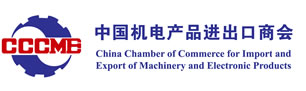 CCCME
中国机电产品进出口商会
China Chamber of Commerce for Import and
Export of Machinery and Electronic Products